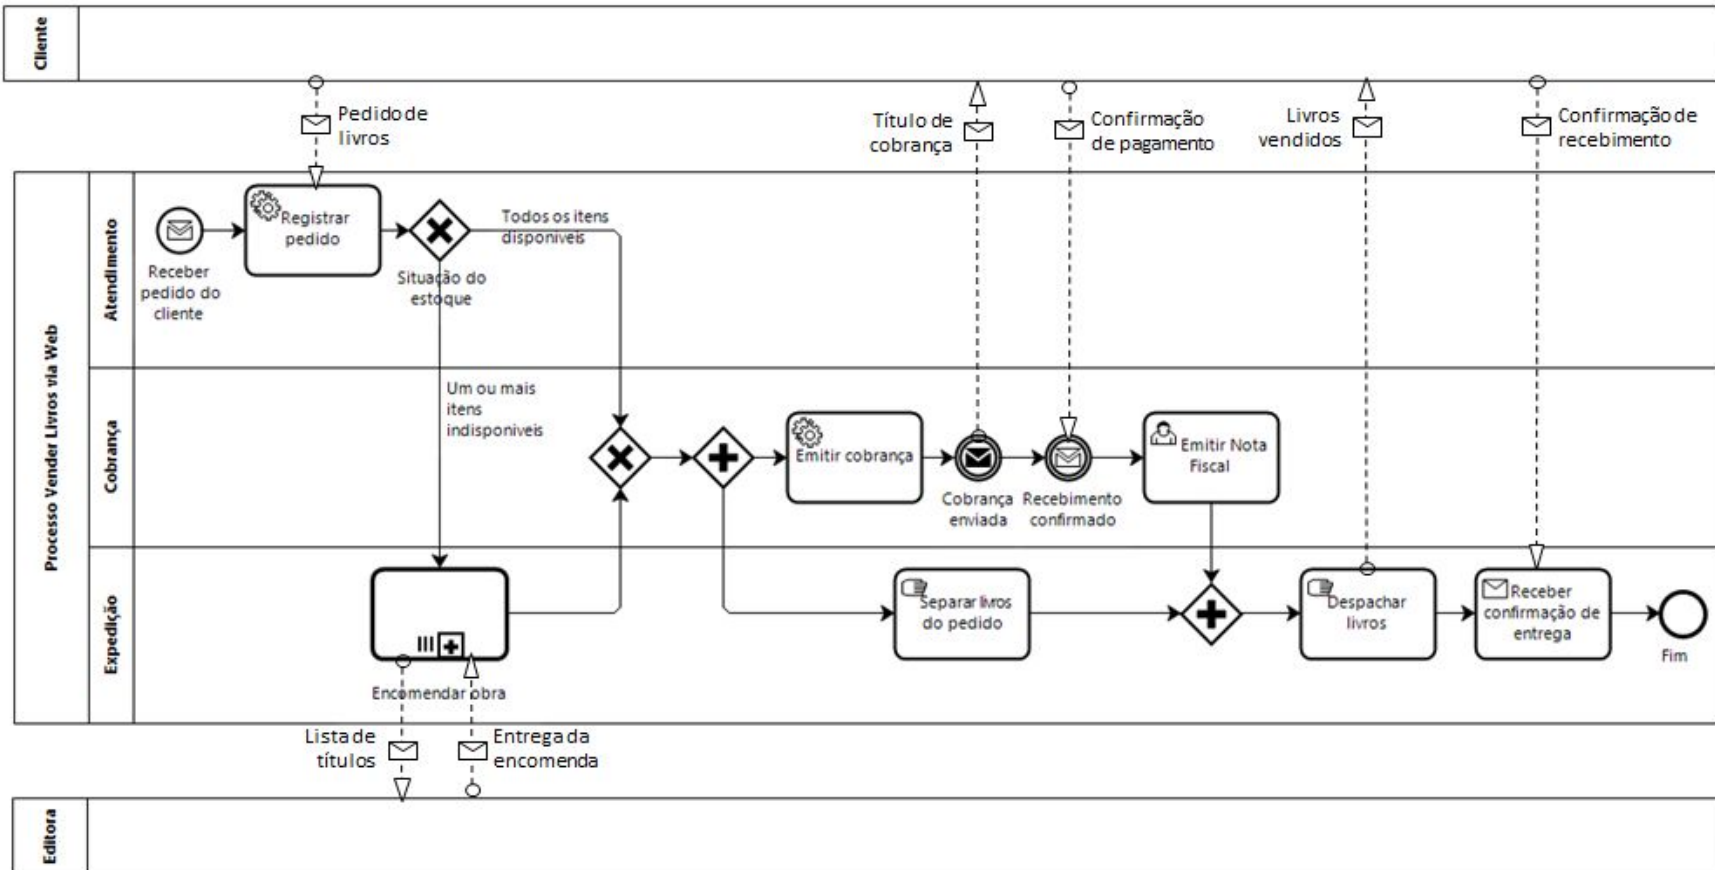 Cliente
Pedido de
livros
Título de
cobrança
Confirmação
de pagamento
Livros
vendidos
Confirmação de
recebimento
Processo Vender Livros via Web
Atendimento
Receber
pedido do
cliente
Registrar
pedido
Situação do
estoque
Todos os itens
disponiveis
Um ou mais
itens
indisponiveis
Cobrança
Emitir cobrança
Cobrança
enviada
Recebimento
confirmado
Emitir Nota
Fiscal
Expedição
Encomendar obra
Separar livros
do pedido
Despachar
livros
Receber
confirmação de
entrega
Fim
Lista de
títulos
Entrega da
encomenda
Editora